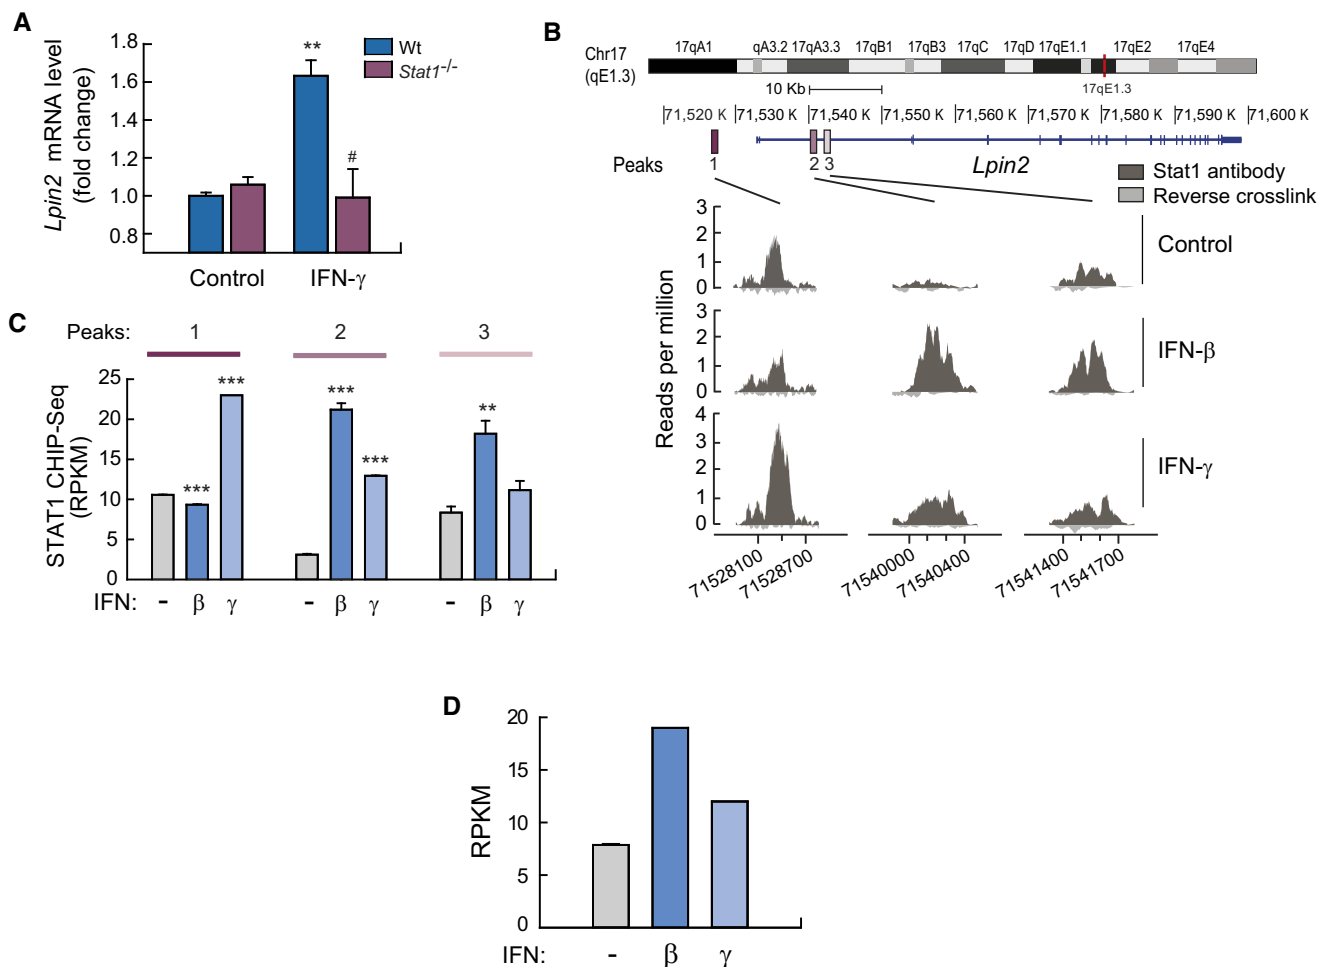 A
Lpin2 mRNA level
(fold change)
1.8
1.6
1.4
1.2
1.0
0.8
**
#
Wt
Stat1-/-
Control
IFN-γ
B
Chr17
(qE1.3)
17qA1 qA3.2 17qA3.3 17qB1 17qB3 17qC 17qD 17qE1.1 17qE2 17qE4
10 Kb
17qE1.3
71,520 K 71,530 K 71,540 K 71,550 K 71,560 K 71,570 K 71,580 K 71,590 K 71,600 K
Peaks
1
2
3
Lpin2
Stat1 antibody
Reverse crosslink
Reads per million
3
2
1
0
Control
3
2
1
0
IFN-β
4
3
2
1
0
IFN-γ
71528100
71528700
71540000
71540400
71541400
71541700
C
Peaks: 1 2 3
STAT1 CHIP-Seq
(RPKM)
25
20
15
10
5
0
***
***
***
***
**
IFN: - β γ - β γ - β γ
D
RPKM
20
15
10
5
0
IFN: - β γ